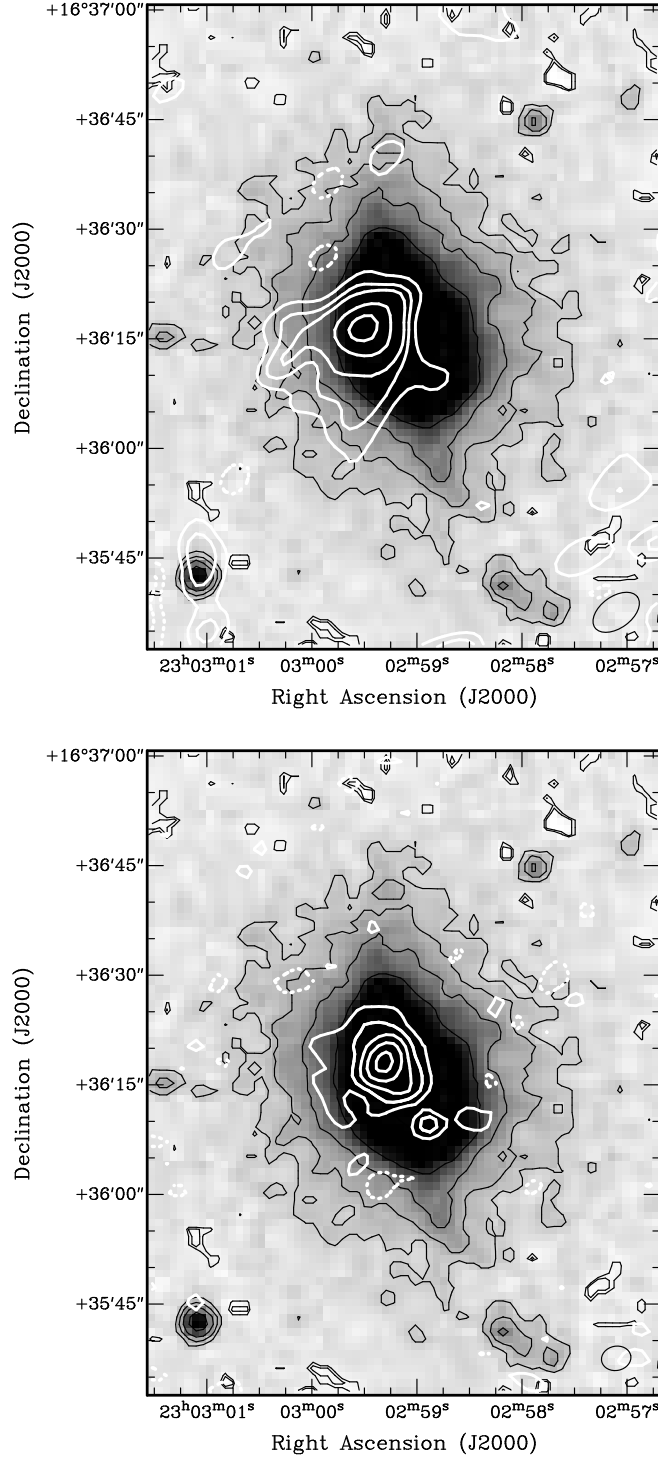 +16°37′00″
+36′45″
+36′30″
+36′15″
+36′00″
+35′45″
Declination (J2000)
23ʰ03ᵐ01ˢ 03ᵐ00ˢ 02ᵐ59ˢ 02ᵐ58ˢ 02ᵐ57ˢ
Right Ascension (J2000)
+16°37′00″
+36′45″
+36′30″
+36′15″
+36′00″
+35′45″
Declination (J2000)
23ʰ03ᵐ01ˢ 03ᵐ00ˢ 02ᵐ59ˢ 02ᵐ58ˢ 02ᵐ57ˢ
Right Ascension (J2000)